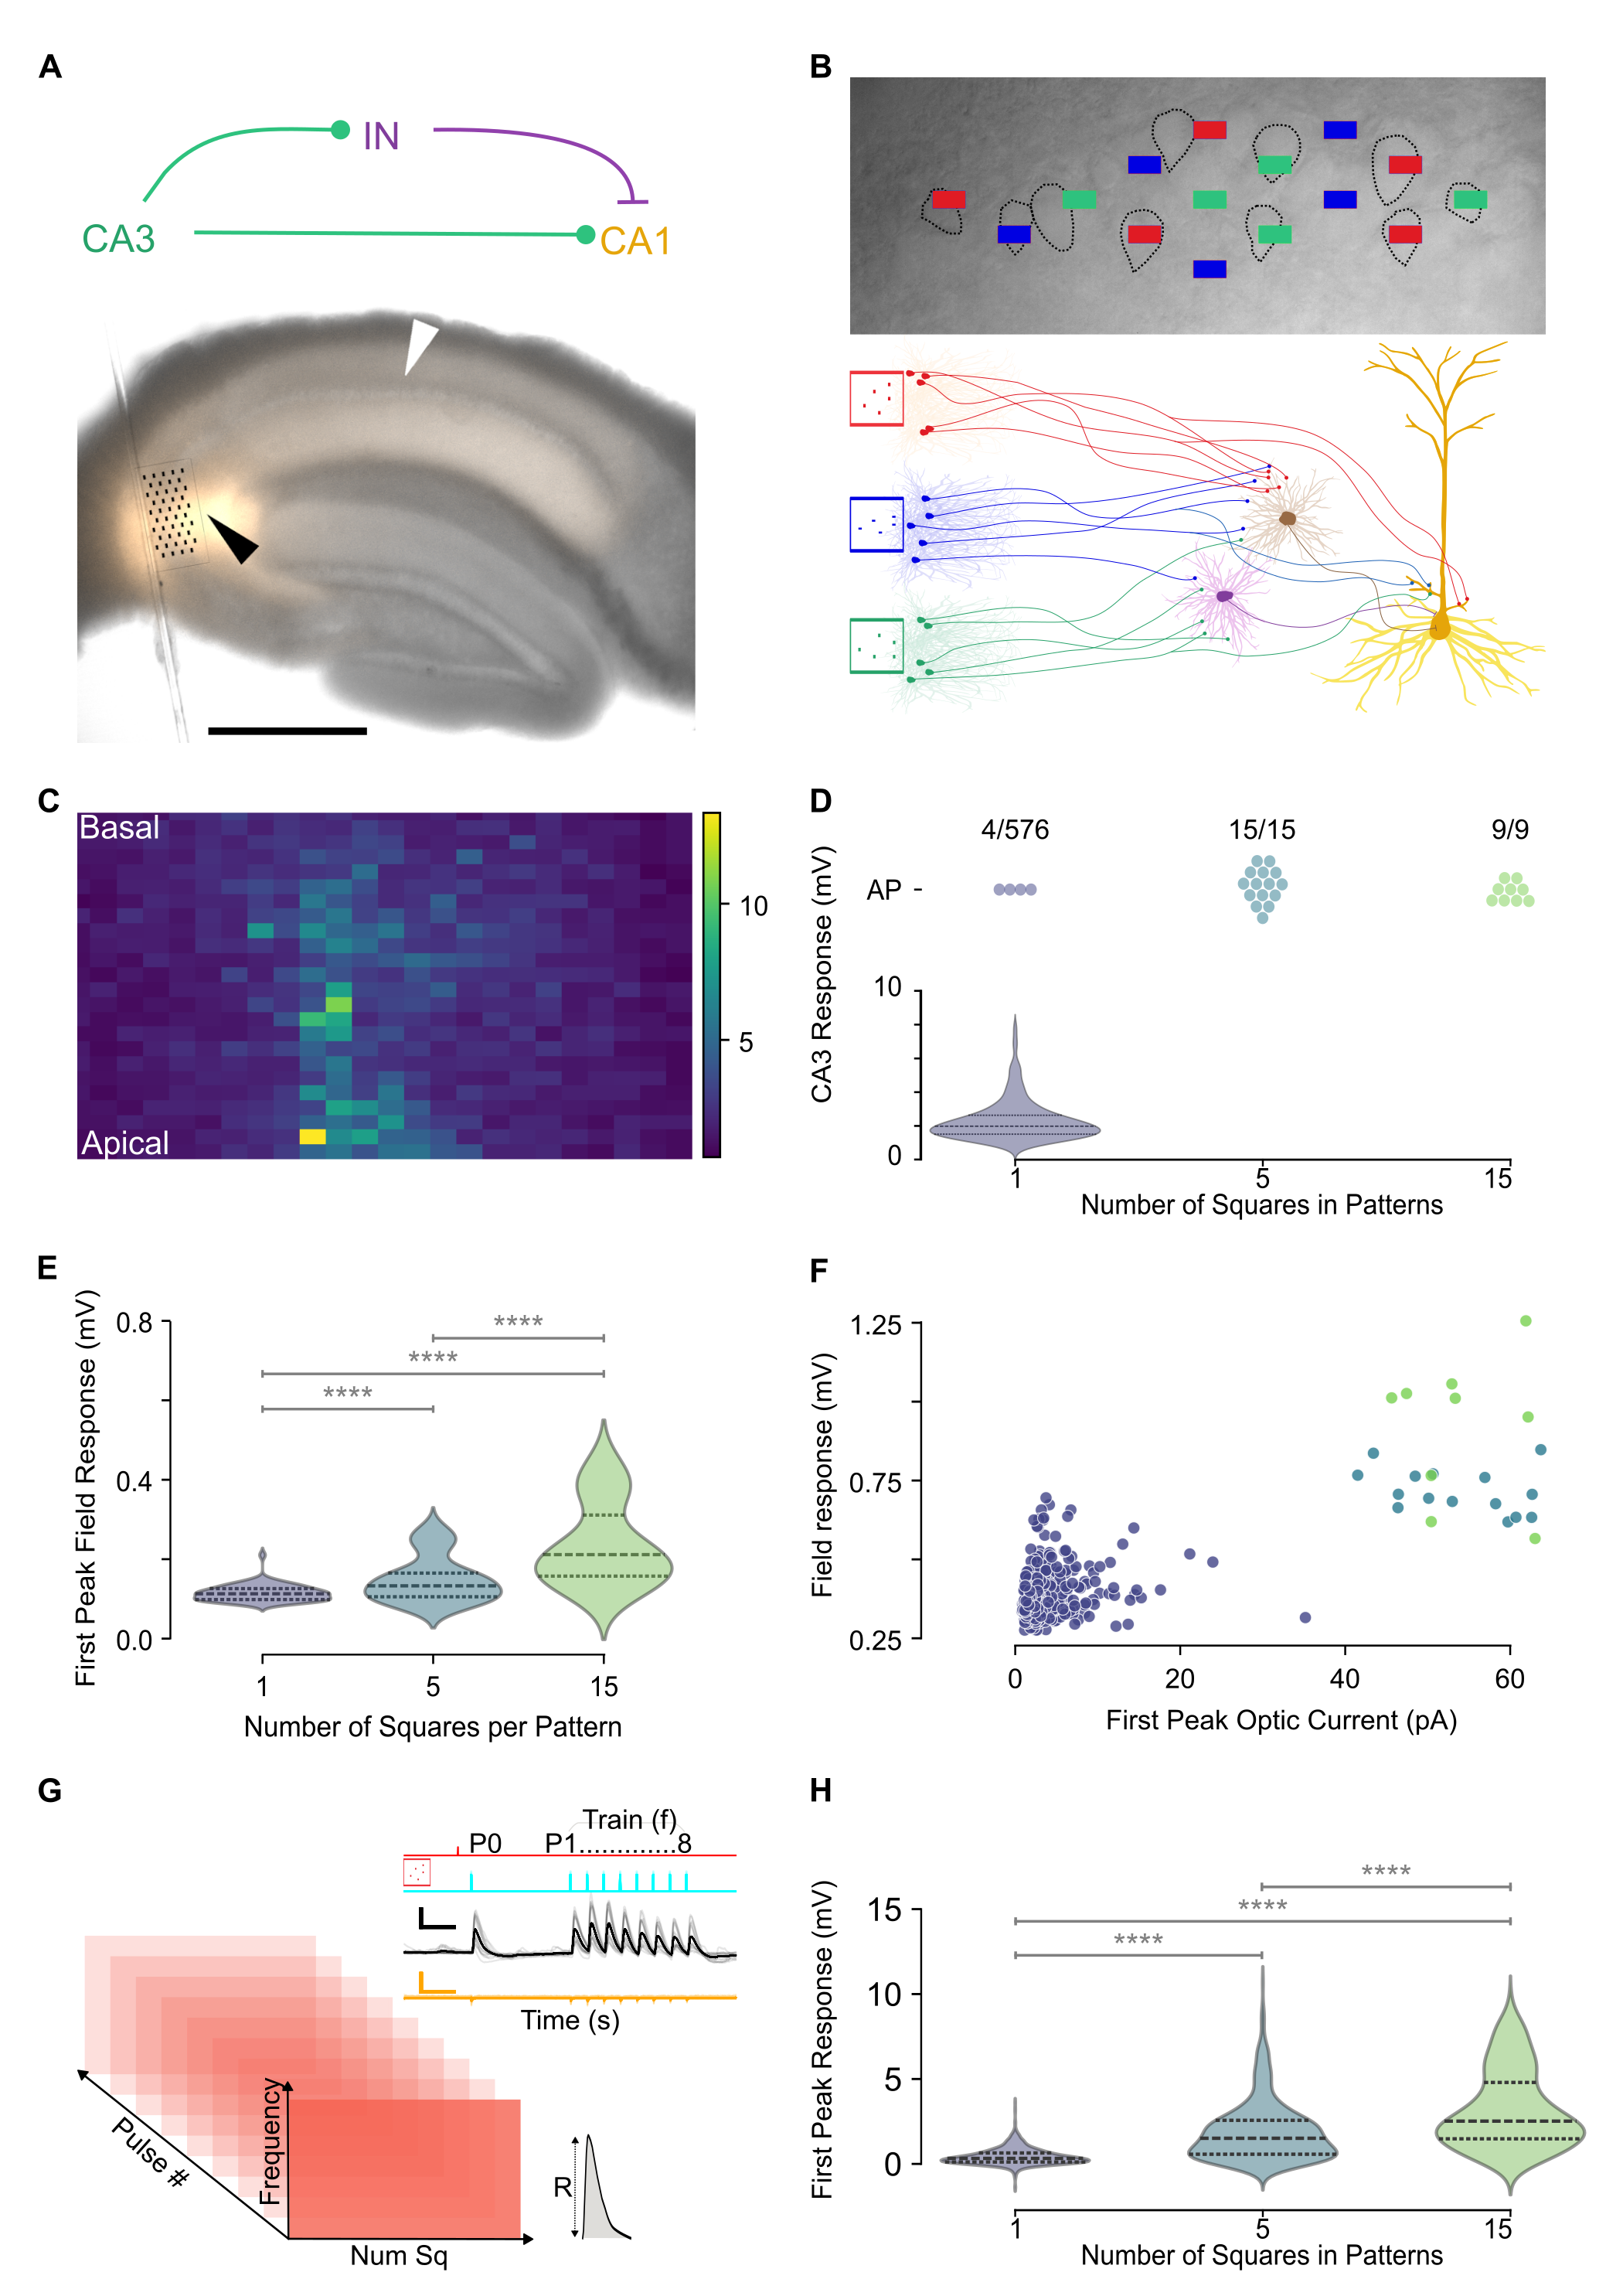 A
IN
CA3
CA1
B
C
Basal
Apical
10
5
D
4/576
15/15
9/9
AP
CA3 Response (mV)
10
0
1
5
15
Number of Squares in Patterns
E
First Peak Field Response (mV)
0.8
0.4
0.0
****
****
****
1
5
15
Number of Squares per Pattern
F
Field response (mV)
1.25
0.75
0.25
0
20
40
60
First Peak Optic Current (pA)
G
Train (f)
P0
P1............8
Time (s)
Pulse #
Frequency
Num Sq
R
H
First Peak Response (mV)
15
10
5
0
****
****
****
1
5
15
Number of Squares in Patterns